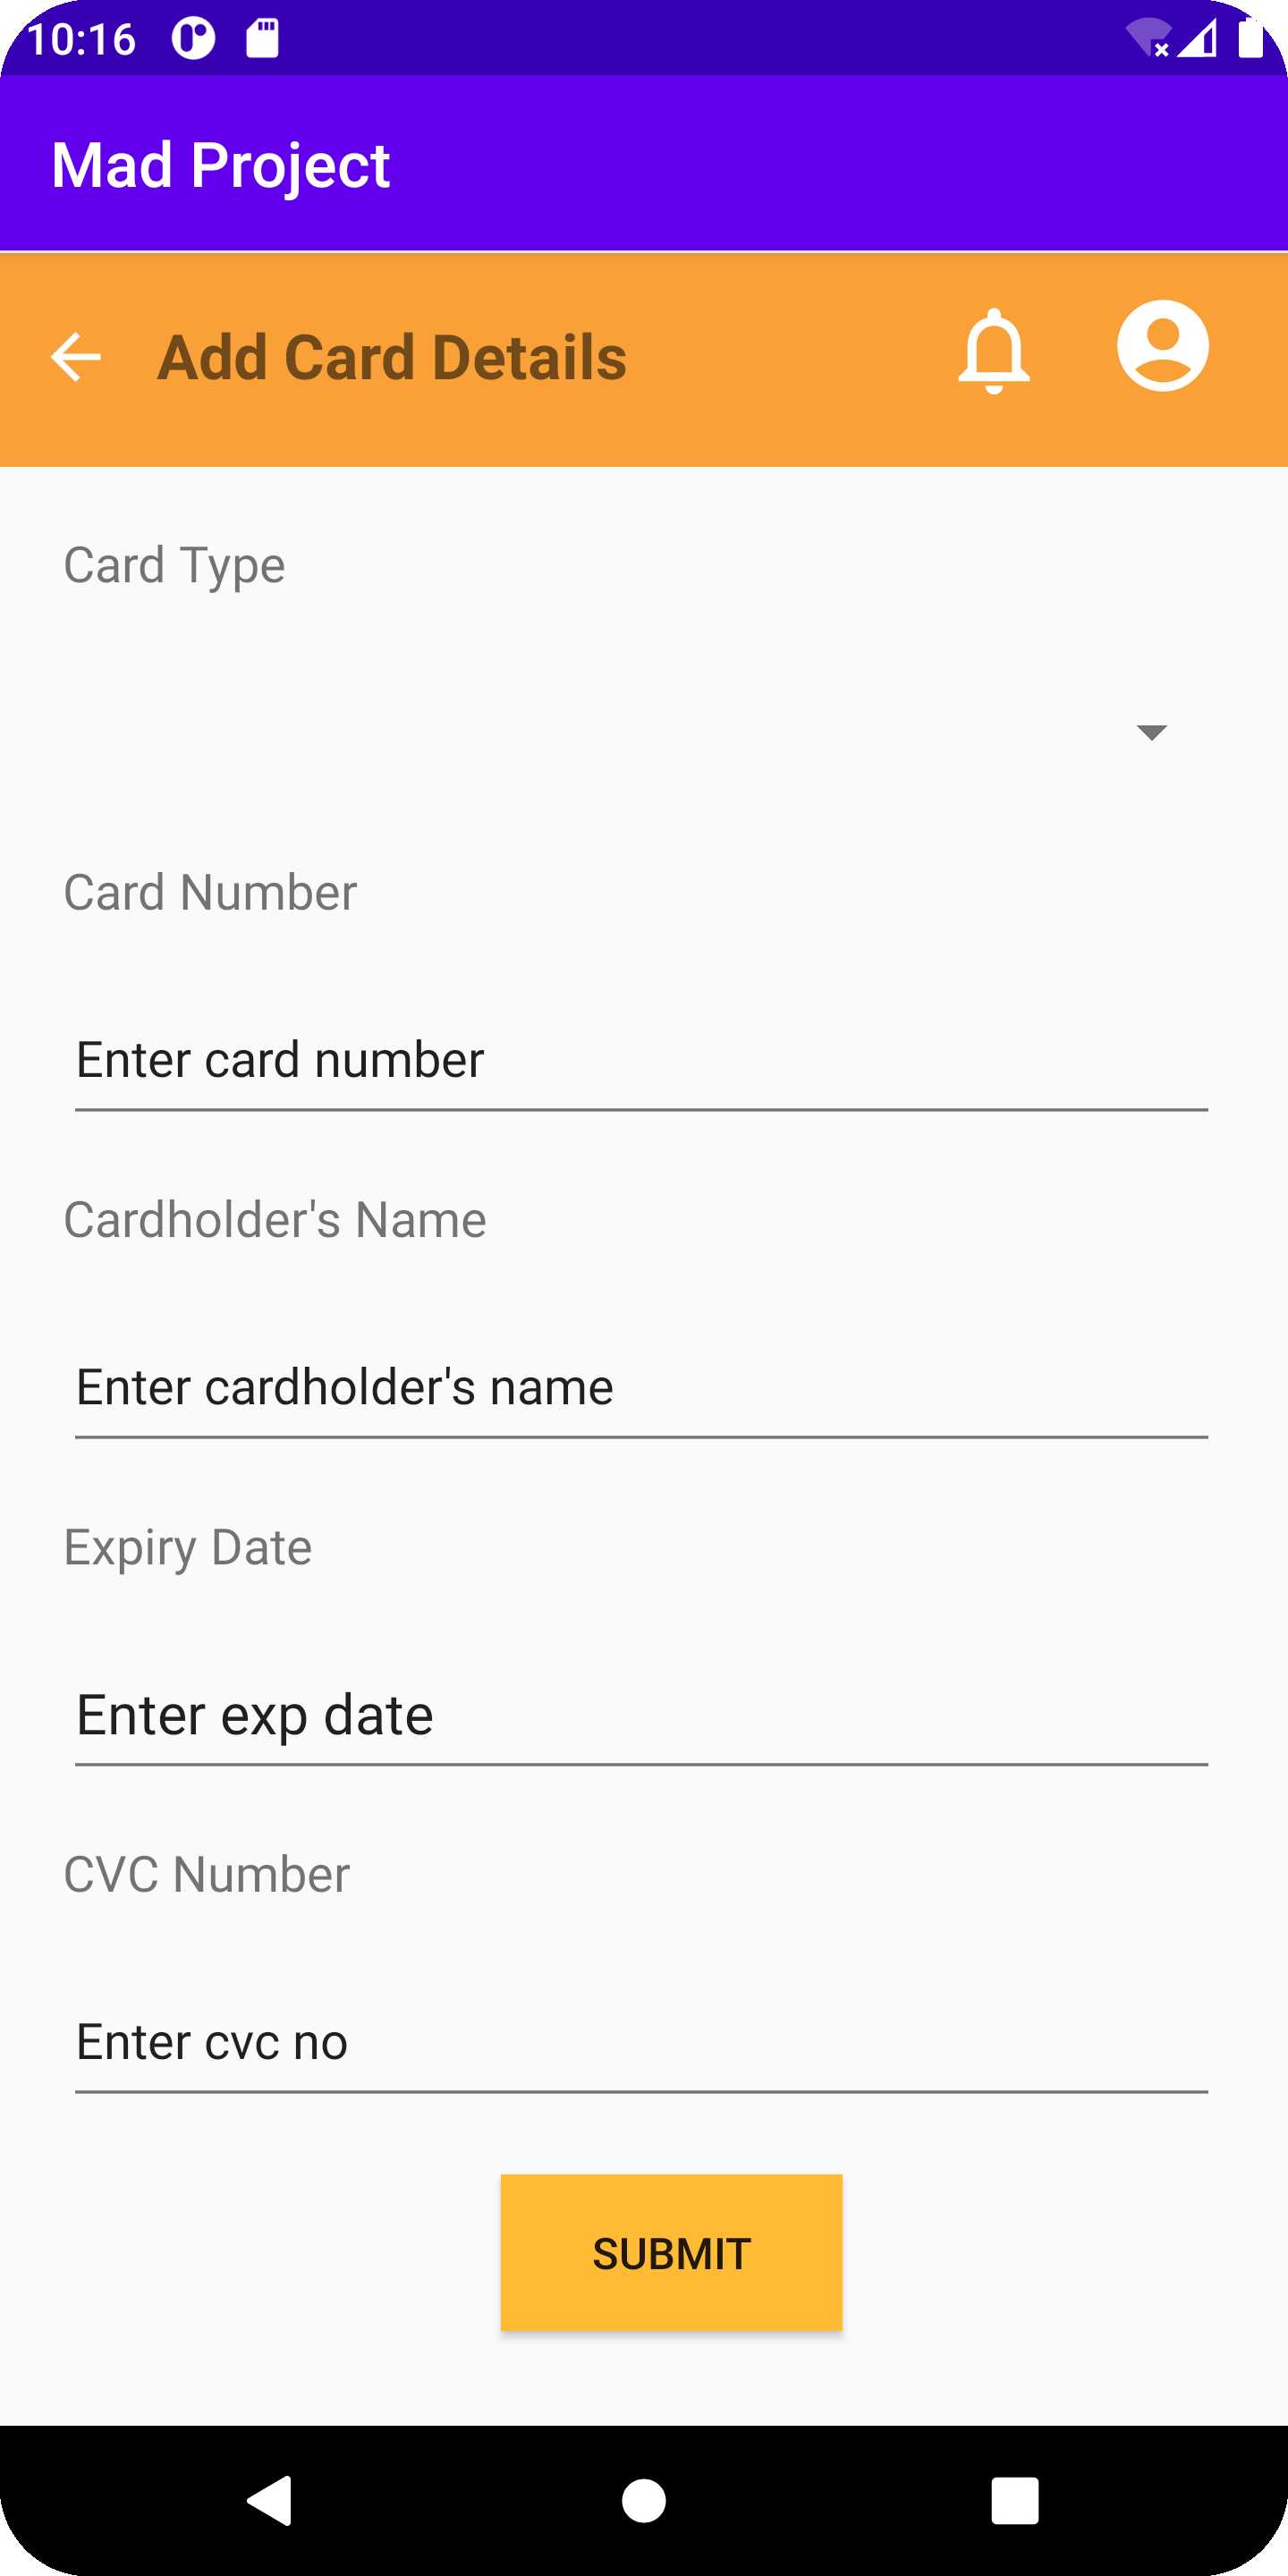 10:16
Mad Project
Add Card Details
Card Type
Card Number
Enter card number
Cardholder's Name
Enter cardholder's name
Expiry Date
Enter exp date
CVC Number
Enter cvc no
SUBMIT